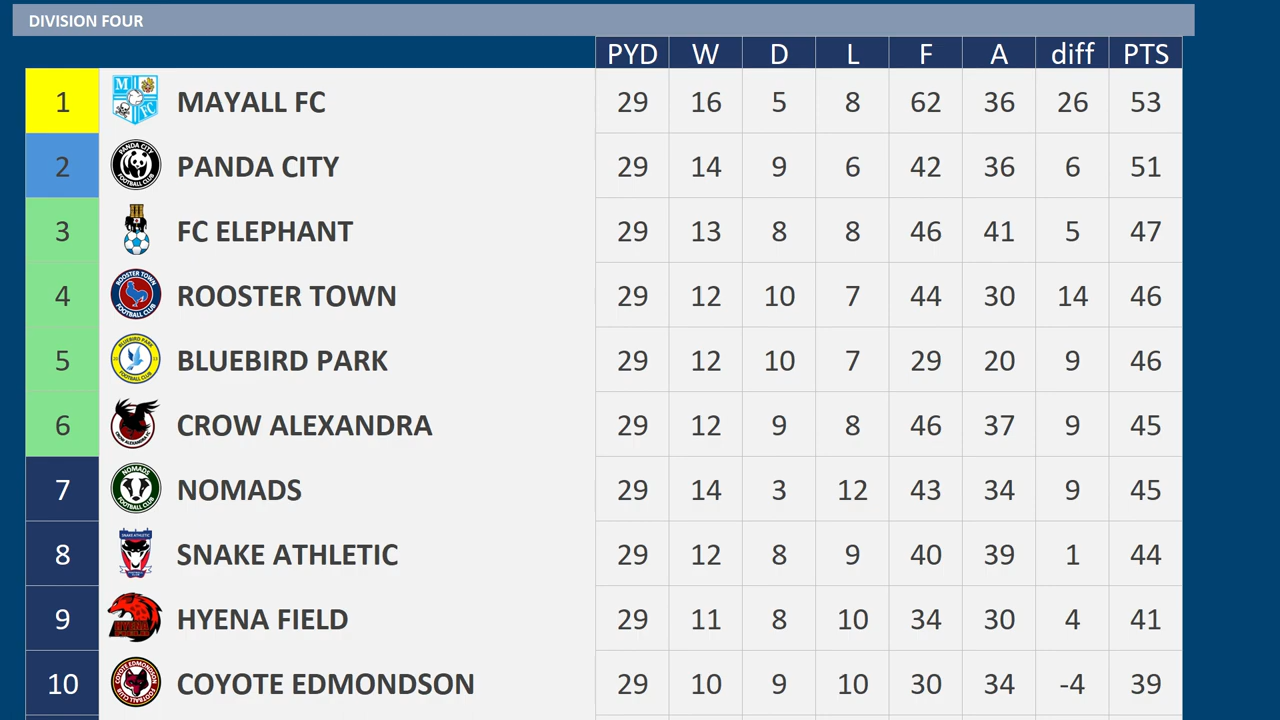 DIVISION FOUR
PYD W D L F A diff PTS
1 MAYALL FC 29 16 5 8 62 36 26 53
2 PANDA CITY 29 14 9 6 42 36 6 51
3 FC ELEPHANT 29 13 8 8 46 41 5 47
4 ROOSTER TOWN 29 12 10 7 44 30 14 46
5 BLUEBIRD PARK 29 12 10 7 29 20 9 46
6 CROW ALEXANDRA 29 12 9 8 46 37 9 45
7 NOMADS 29 14 3 12 43 34 9 45
8 SNAKE ATHLETIC 29 12 8 9 40 39 1 44
9 HYENA FIELD 29 11 8 10 34 30 4 41
10 COYOTE EDMONDSON 29 10 9 10 30 34 -4 39